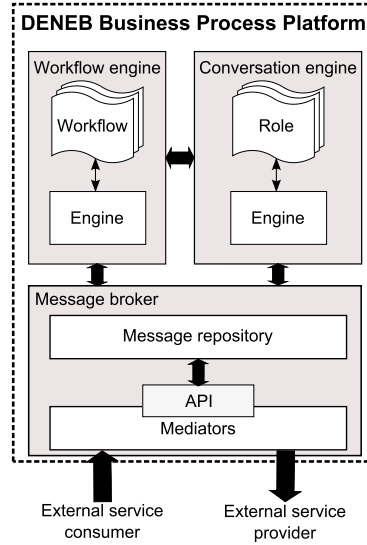 DENEB Business Process Platform
Workflow engine
Conversation engine
Workflow
Role
Engine
Engine
Message broker
Message repository
API
Mediators
External service
consumer
External service
provider